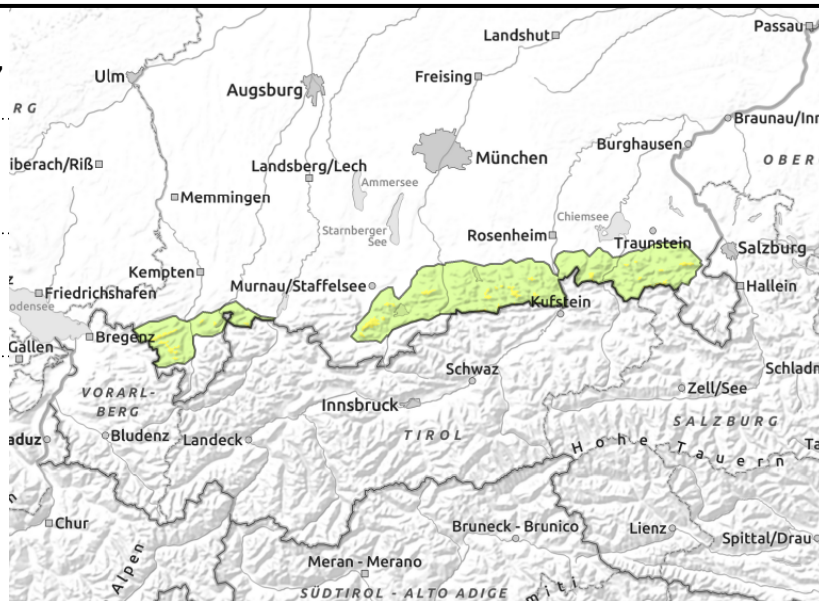 Passau
Landshut
Ulm
Freising
Augsburg
RG
Braunau/Inn
Burghausen
München
OBER
iberach/Riß
Landsberg/Lech
Ammersee
Memmingen
Chiemsee
Starnberger
See
Rosenheim
Traunstein
Salzburg
Kempten
Murnau/Staffelsee
Hallein
Friedrichshafen
odensee
Kufstein
Bregenz
Gallen
Schwaz
Schladm
Zell/See
VORARL-
BERG
Innsbruck
SALZBURG
TIROL
aduz
Bludenz
Landeck
Hohe Tauern
Ta
Chur
Bruneck - Brunico
Lienz
Spittal/Drau
Alpen
Meran - Merano
SÜDTIROL - ALTO ADIGE
miti